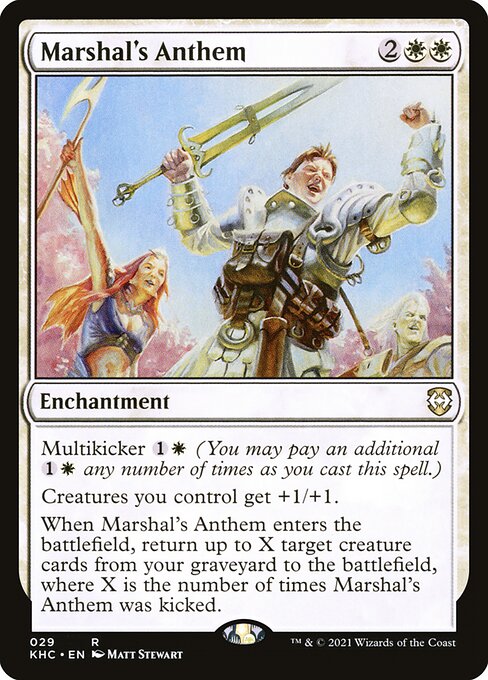 Marshal's Anthem 2
Enchantment
Multikicker 1 (You may pay an additional
1 any number of times as you cast this spell.)
Creatures you control get +1/+1.
When Marshal's Anthem enters the
battlefield, return up to X target creature
cards from your graveyard to the battlefield,
where X is the number of times Marshal's
Anthem was kicked.
029 R
KHC • EN Matt Stewart
™ & © 2021 Wizards of the Coast